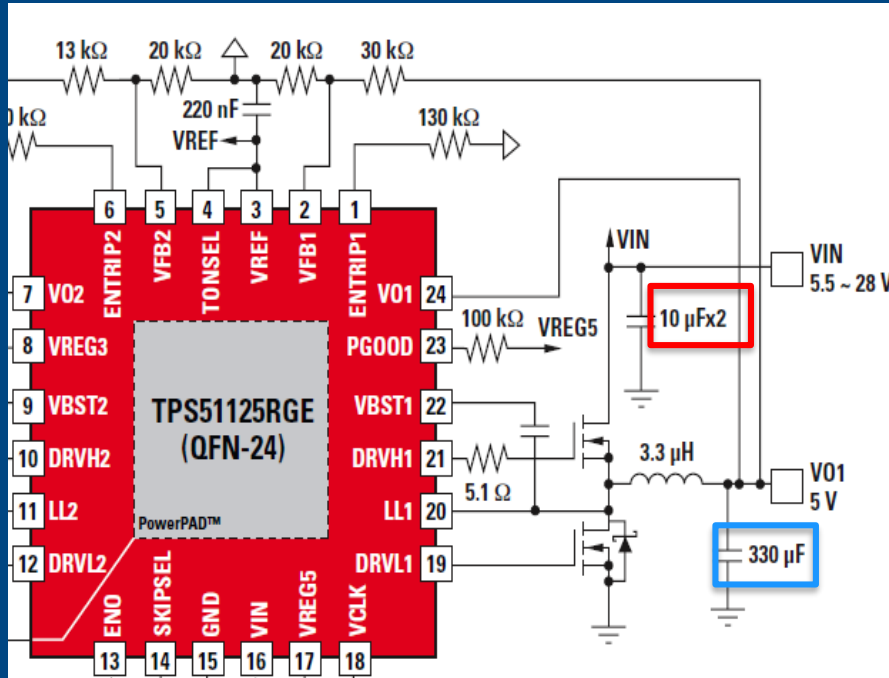 13 kΩ 20 kΩ 20 kΩ 30 kΩ
0 kΩ
220 nF
VREF
130 kΩ
6 5 4 3 2 1
ENTRIP2 VFB2 TONSEL VREF VFB1 ENTRIP1
VIN
VIN
5.5 ~ 28 V
7 VO2
VO1 24
10 µFx2
100 kΩ
VREG5
8 VREG3
PGOOD 23
9 VBST2
VBST1 22
TPS51125RGE
(QFN-24)
10 DRVH2
DRVH1 21
5.1 Ω
3.3 µH
VO1
5 V
11 LL2
LL1 20
PowerPAD™
12 DRVL2
DRVL1 19
330 µF
ENO SKIPSEL GND VIN VREG5 VCLK
13 14 15 16 17 18